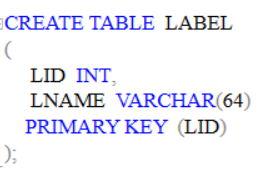 CREATE TABLE LABEL
(
LID INT,
LNAME VARCHAR(64)
PRIMARY KEY (LID)
);